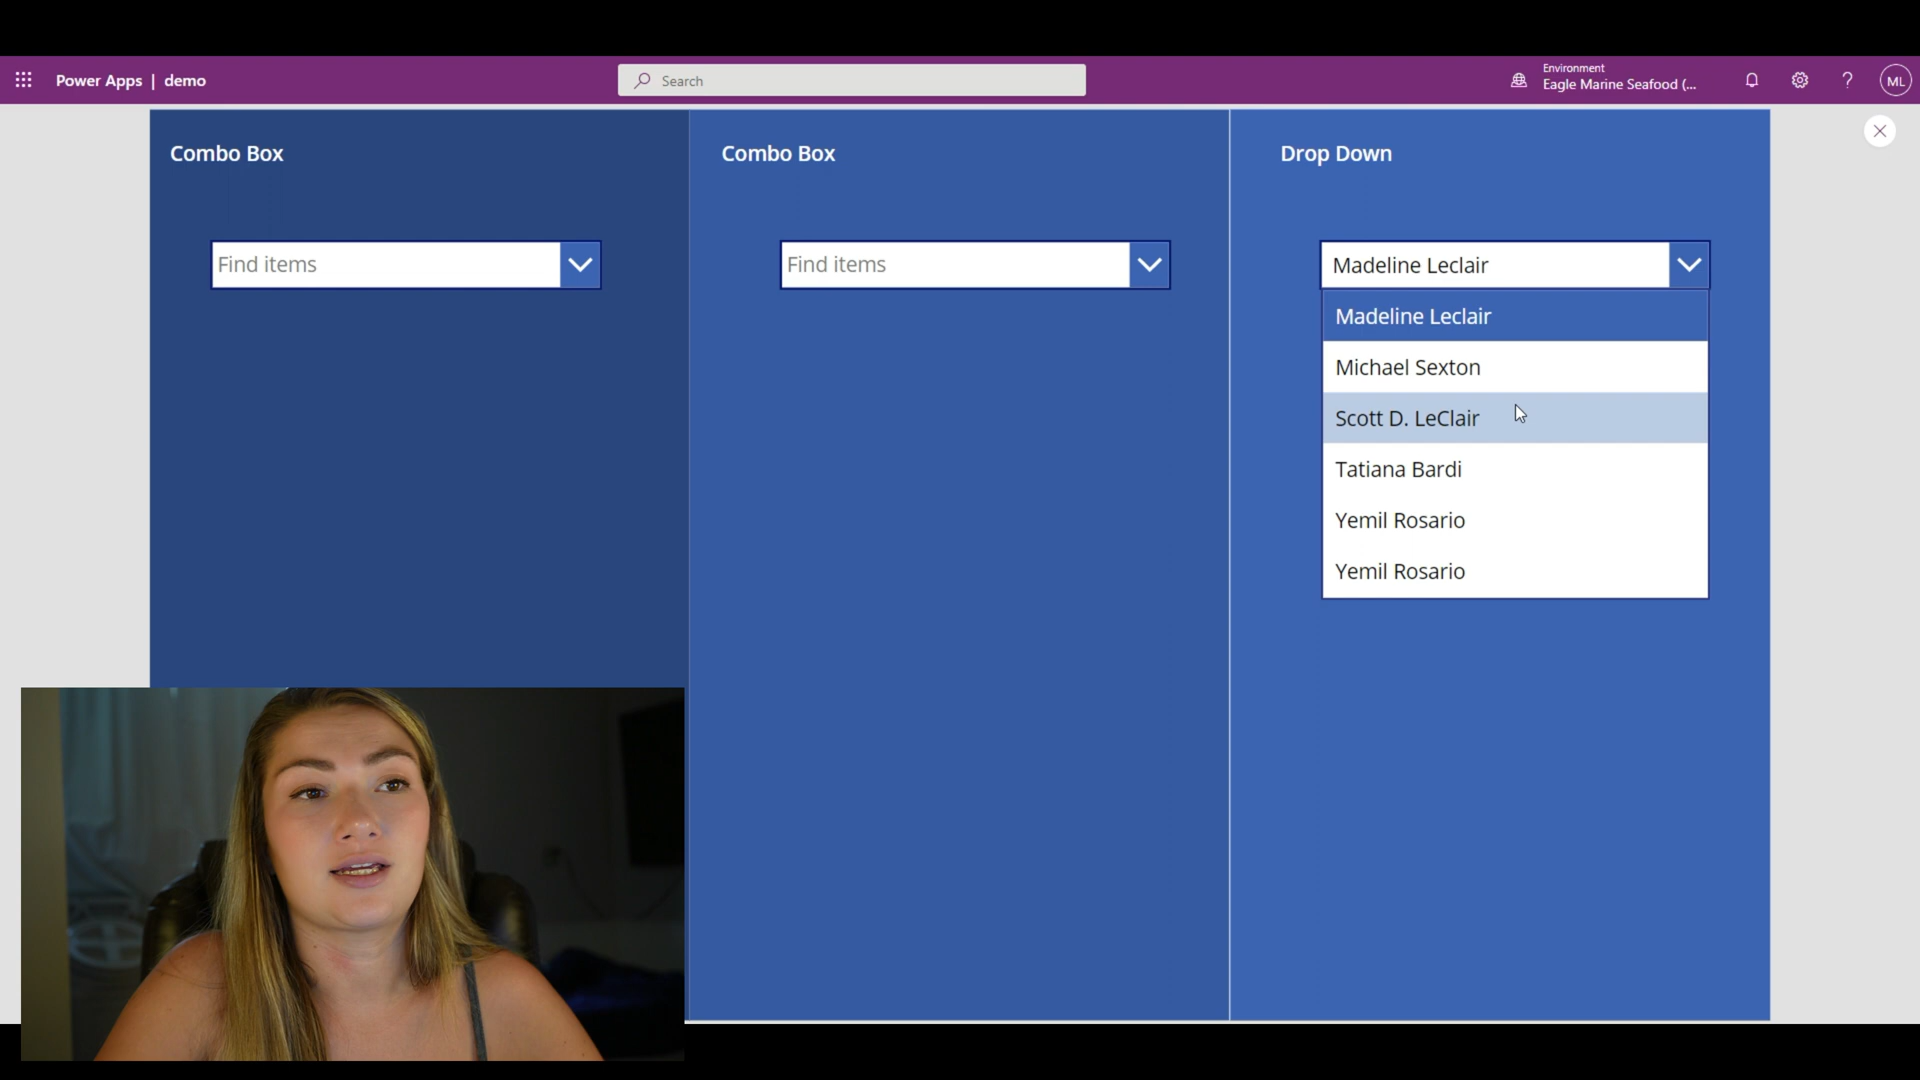 Power Apps | demo
Search
Environment
Eagle Marine Seafood (...
ML
Combo Box
Combo Box
Drop Down
Find items
Find items
Madeline Leclair
Madeline Leclair
Michael Sexton
Scott D. LeClair
Tatiana Bardi
Yemil Rosario
Yemil Rosario